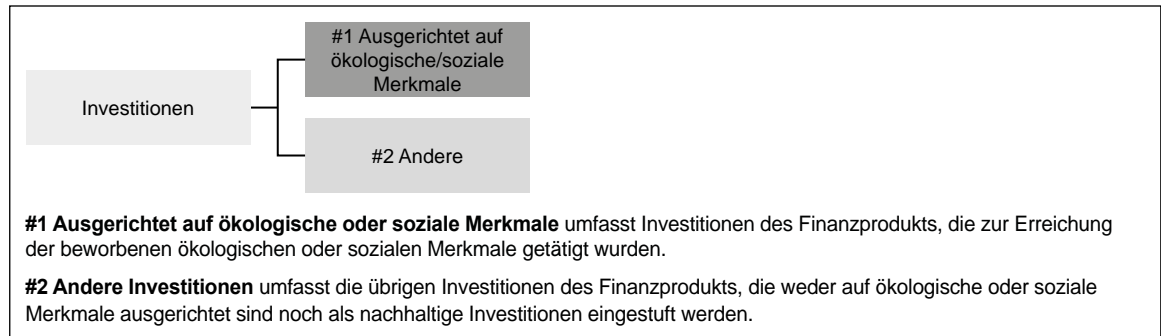 #1 Ausgerichtet auf
ökologische/soziale
Merkmale
Investitionen
#2 Andere
#1 Ausgerichtet auf ökologische oder soziale Merkmale umfasst Investitionen des Finanzprodukts, die zur Erreichung
der beworbenen ökologischen oder sozialen Merkmale getätigt wurden.
#2 Andere Investitionen umfasst die übrigen Investitionen des Finanzprodukts, die weder auf ökologische oder soziale
Merkmale ausgerichtet sind noch als nachhaltige Investitionen eingestuft werden.